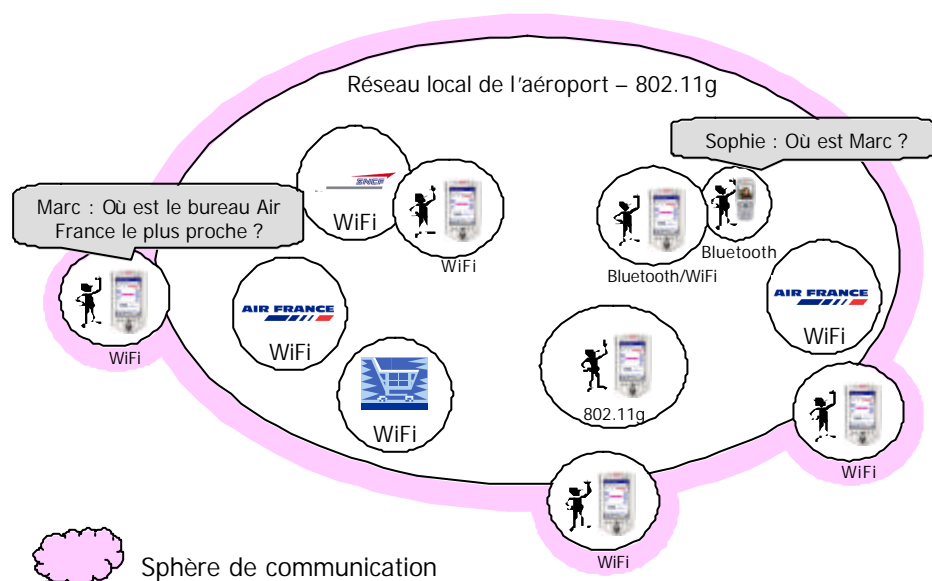 Réseau local de l'aéroport – 802.11g
Sophie : Où est Marc ?
SNCF
WiFi
WiFi
Marc : Où est le bureau Air
France le plus proche ?
WiFi
Bluetooth
Bluetooth/WiFi
AIR FRANCE
WiFi
AIR FRANCE
WiFi
WiFi
802.11g
WiFi
WiFi
Sphère de communication